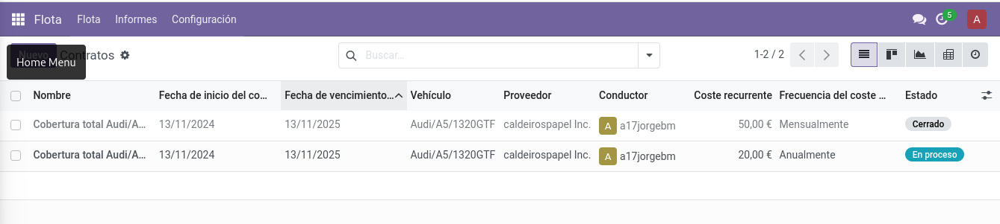 Flota Flota Informes Configuración 5 A
Nuevo Contratos Buscar... 1-2 / 2
Home Menu
Nombre Fecha de inicio del co... Fecha de vencimiento... Vehículo Proveedor Conductor Coste recurrente Frecuencia del coste ... Estado
Cobertura total Audi/A... 13/11/2024 13/11/2025 Audi/A5/1320GTF caldeirospapel Inc. A a17jorgebm 50,00 € Mensualmente Cerrado
Cobertura total Audi/A... 13/11/2024 13/11/2025 Audi/A5/1320GTF caldeirospapel Inc. A a17jorgebm 20,00 € Anualmente En proceso